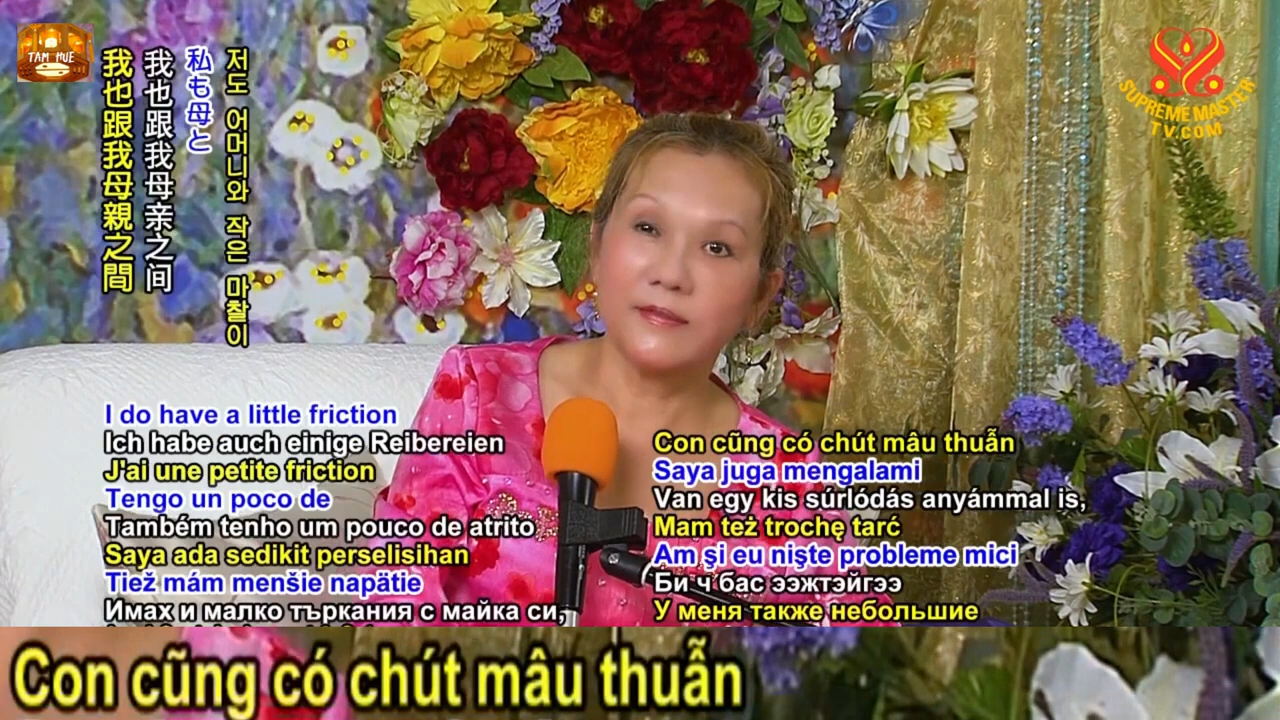 TAM HUE
SUPREME MASTER
TV.COM
저도 어머니와 작은 마찰이
私も母と
我也跟我母亲之间
我也跟我母親之間
I do have a little friction
Ich habe auch einige Reibereien
J'ai une petite friction
Tengo un poco de
Também tenho um pouco de atrito
Saya ada sedikit perselisihan
Tiež mám menšie napätie
Имах и малко търкания с майка си,
Con cũng có chút mâu thuẫn
Saya juga mengalami
Van egy kis súrlódás anyámmal is,
Mam też trochę tarć
Am şi eu nişte probleme mici
Би ч бас ээжтэйгээ
У меня также небольшие
Con cũng có chút mâu thuẫn